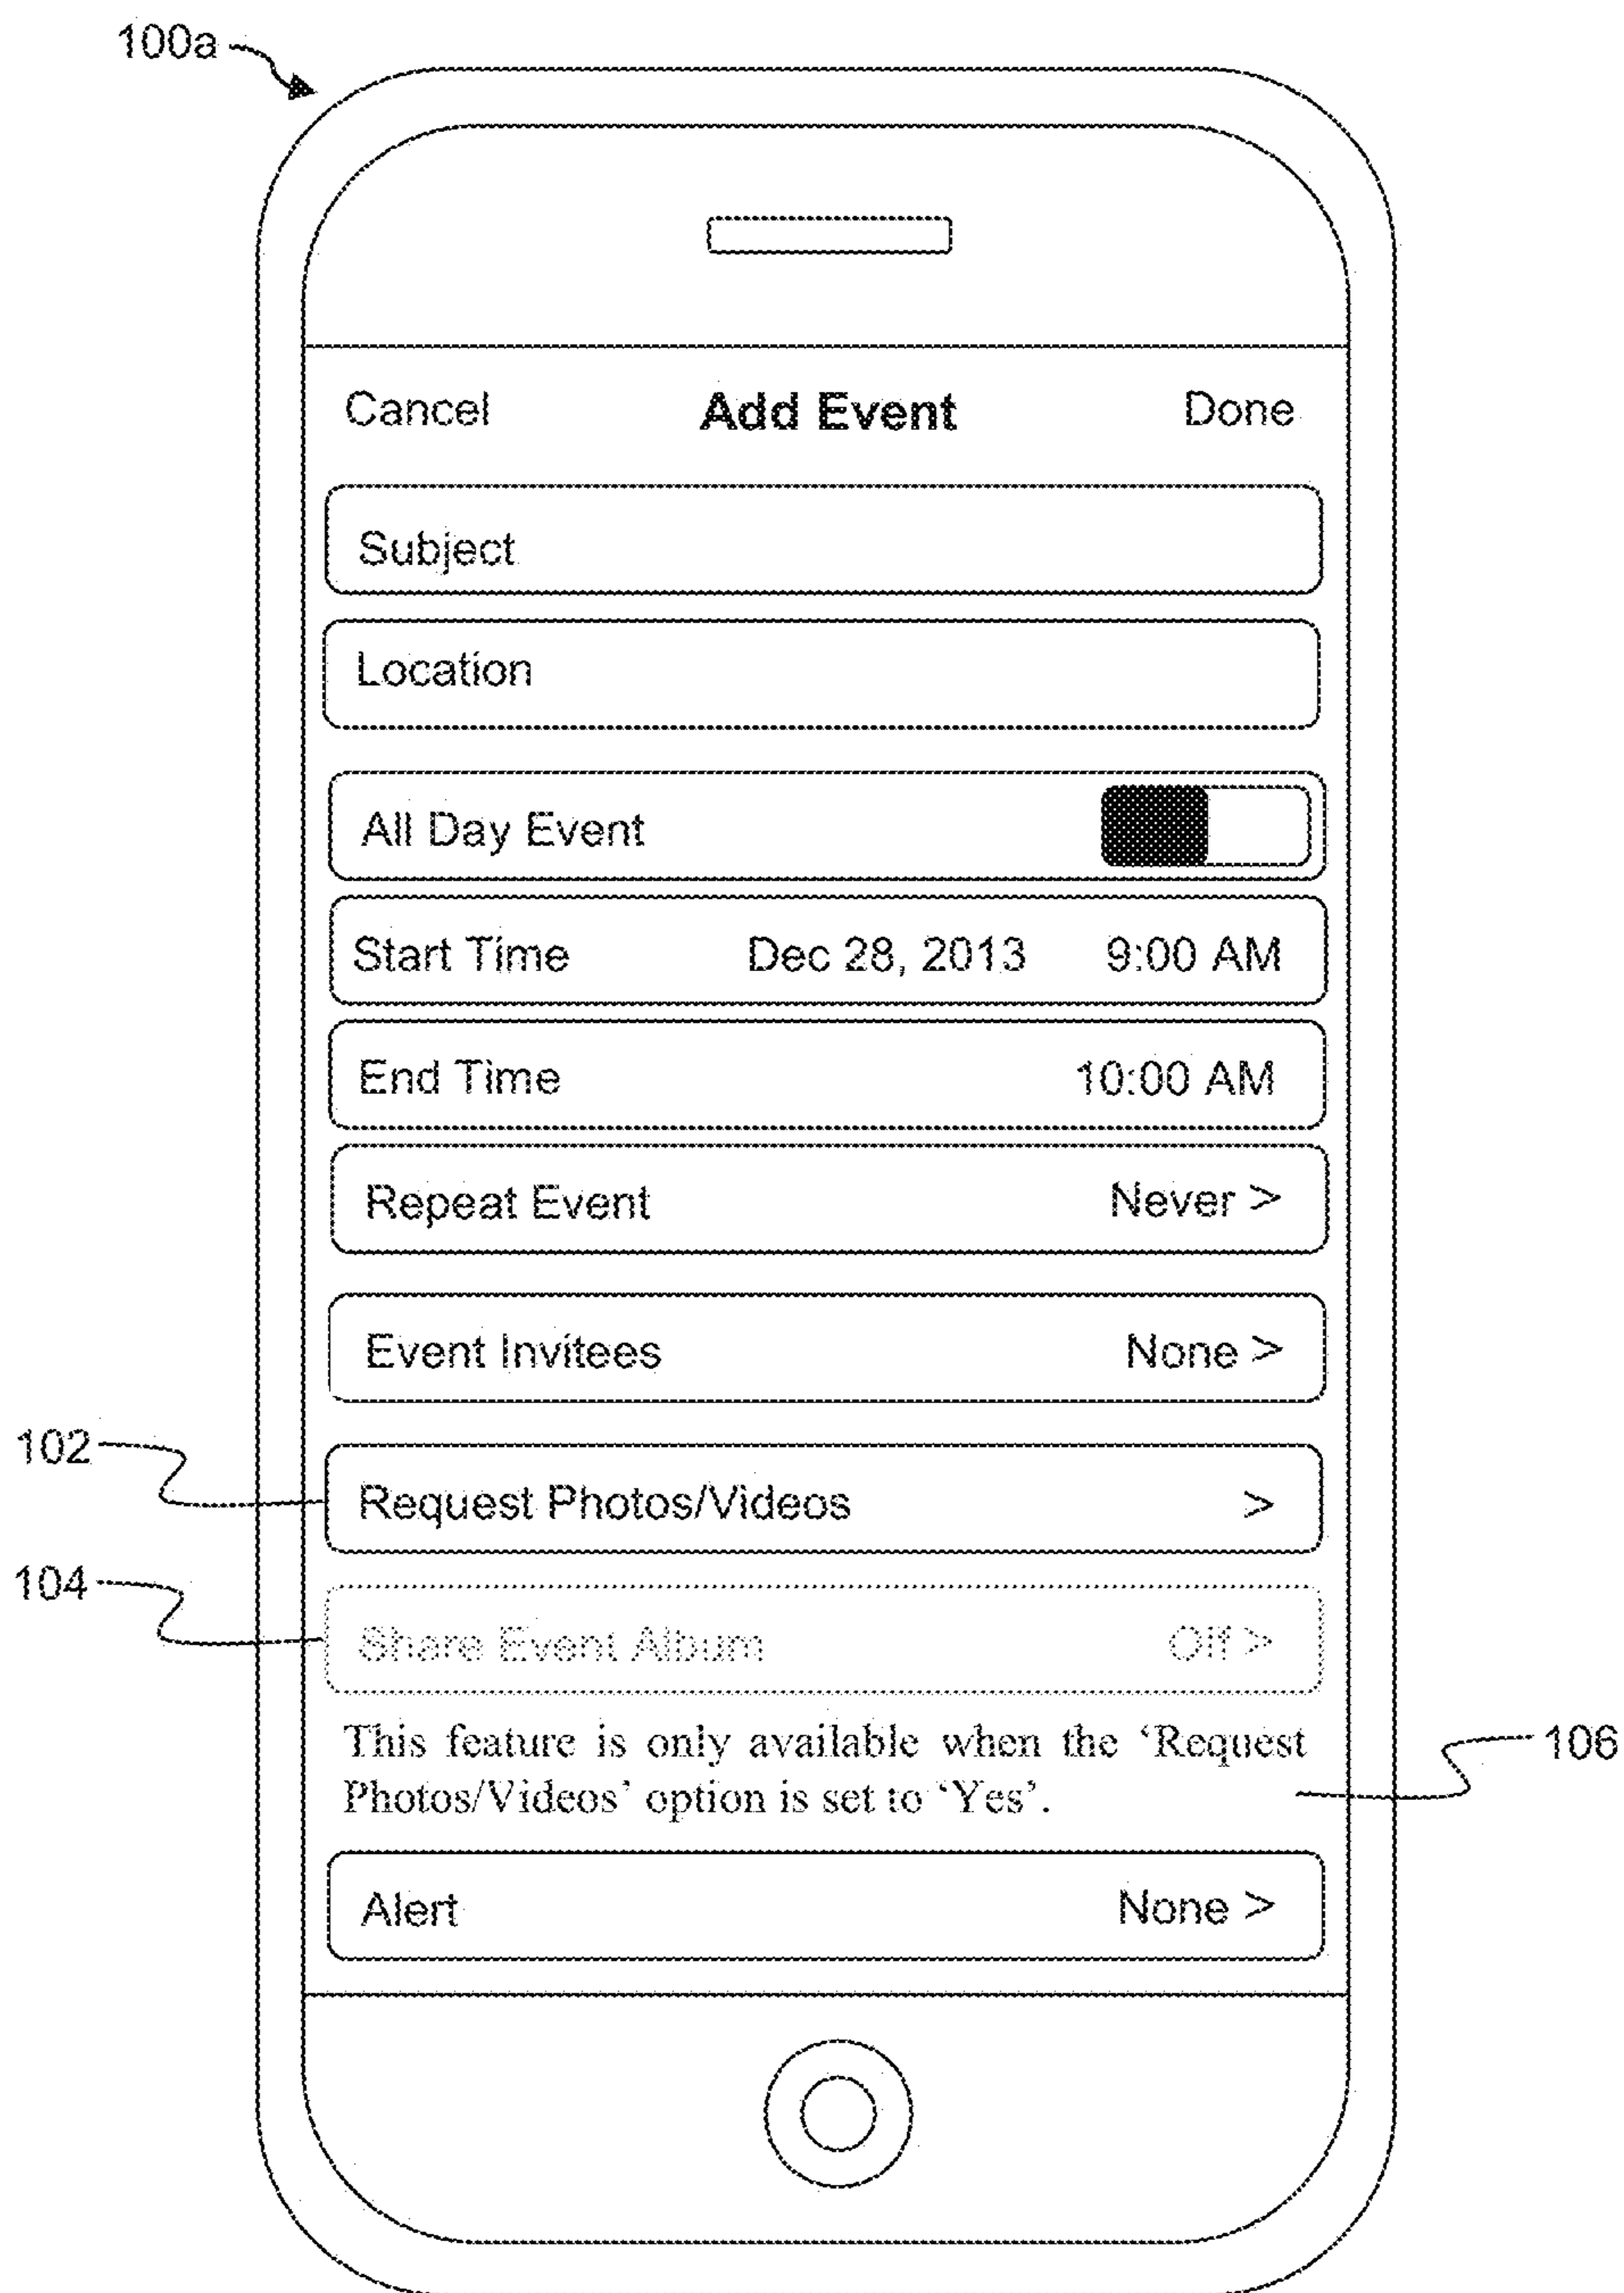 100a
Cancel Add Event Done
Subject
Location
All Day Event
Start Time Dec 28, 2013 9:00 AM
End Time 10:00 AM
Repeat Event Never >
Event Invitees None >
102
Request Photos/Videos >
104
Share Event Album Off >
This feature is only available when the ‘Request
Photos/Videos’ option is set to ‘Yes’.
106
Alert None >